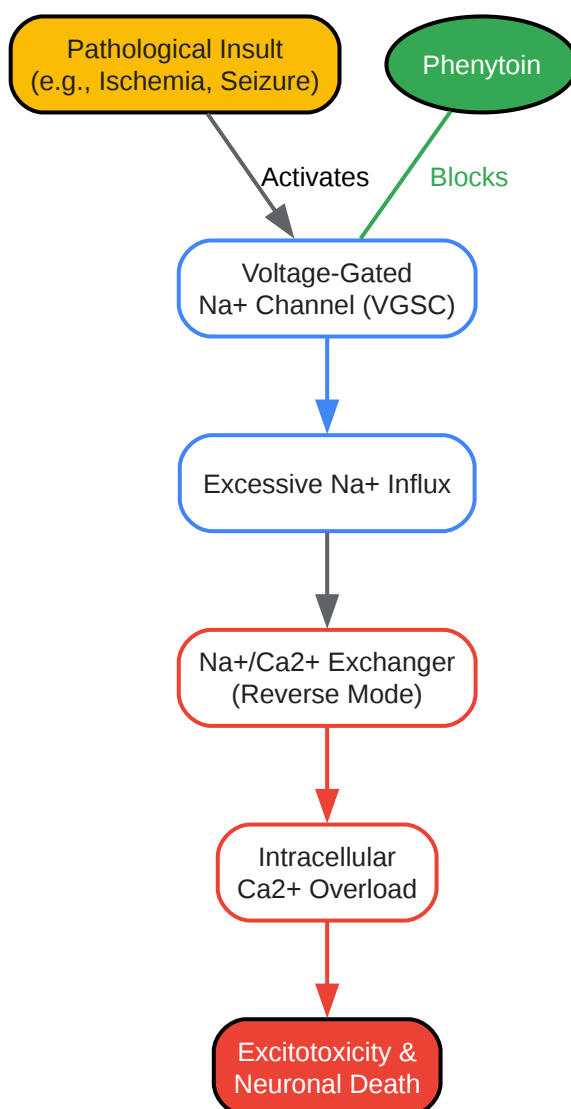 Pathological Insult
(e.g., Ischemia, Seizure)
Phenytoin
Activates
Blocks
Voltage-Gated
Na+ Channel (VGSC)
Excessive Na+ Influx
Na+/Ca2+ Exchanger
(Reverse Mode)
Intracellular
Ca2+ Overload
Excitotoxicity &
Neuronal Death